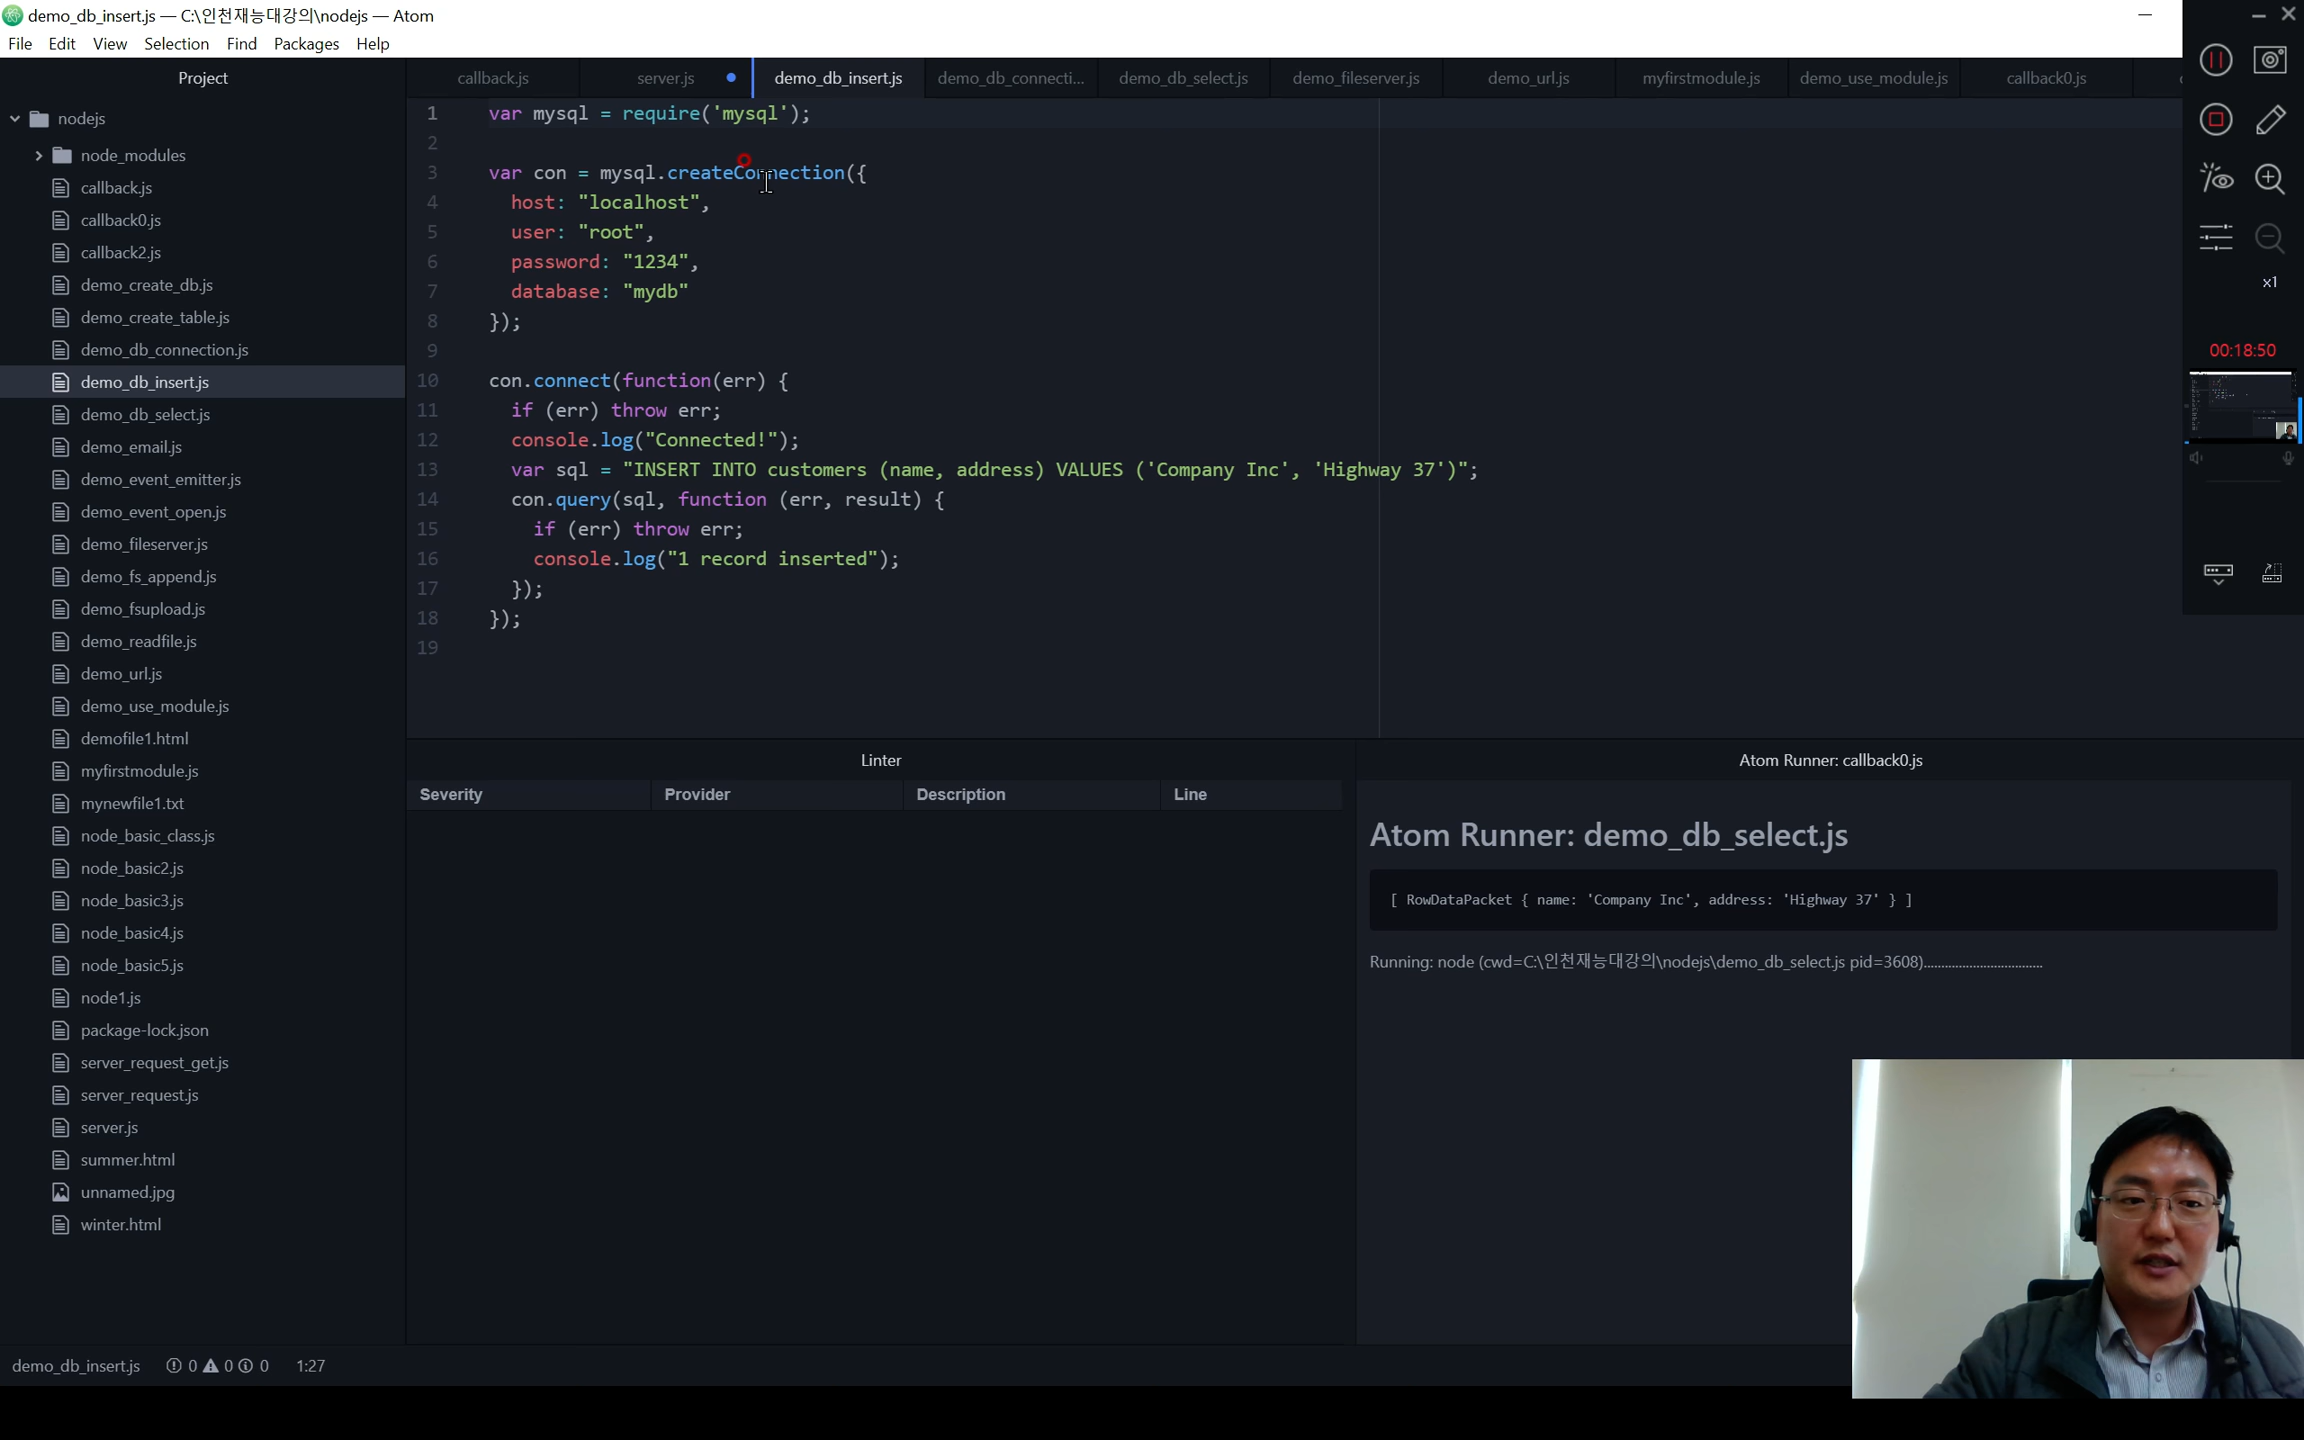 demo_db_insert.js — C:\인천재능대강의\nodejs — Atom
File Edit View Selection Find Packages Help
Project
callback.js server.js demo_db_insert.js demo_db_connecti... demo_db_select.js demo_fileserver.js demo_url.js myfirstmodule.js demo_use_module.js callback0.js
nodejs
node_modules
callback.js
callback0.js
callback2.js
demo_create_db.js
demo_create_table.js
demo_db_connection.js
demo_db_insert.js
demo_db_select.js
demo_email.js
demo_event_emitter.js
demo_event_open.js
demo_fileserver.js
demo_fs_append.js
demo_fsupload.js
demo_readfile.js
demo_url.js
demo_use_module.js
demofile1.html
myfirstmodule.js
mynewfile1.txt
node_basic_class.js
node_basic2.js
node_basic3.js
node_basic4.js
node_basic5.js
node1.js
package-lock.json
server_request_get.js
server_request.js
server.js
summer.html
unnamed.jpg
winter.html
1 var mysql = require('mysql');
2
3 var con = mysql.createConnection({
4 host: "localhost",
5 user: "root",
6 password: "1234",
7 database: "mydb"
8 });
9
10 con.connect(function(err) {
11 if (err) throw err;
12 console.log("Connected!");
13 var sql = "INSERT INTO customers (name, address) VALUES ('Company Inc', 'Highway 37')";
14 con.query(sql, function (err, result) {
15 if (err) throw err;
16 console.log("1 record inserted");
17 });
18 });
19
x1
00:18:50
Linter
Severity Provider Description Line
Atom Runner: callback0.js
Atom Runner: demo_db_select.js
[ RowDataPacket { name: 'Company Inc', address: 'Highway 37' } ]
Running: node (cwd=C:\인천재능대강의\nodejs\demo_db_select.js pid=3608)..................................
demo_db_insert.js 0 0 0 1:27